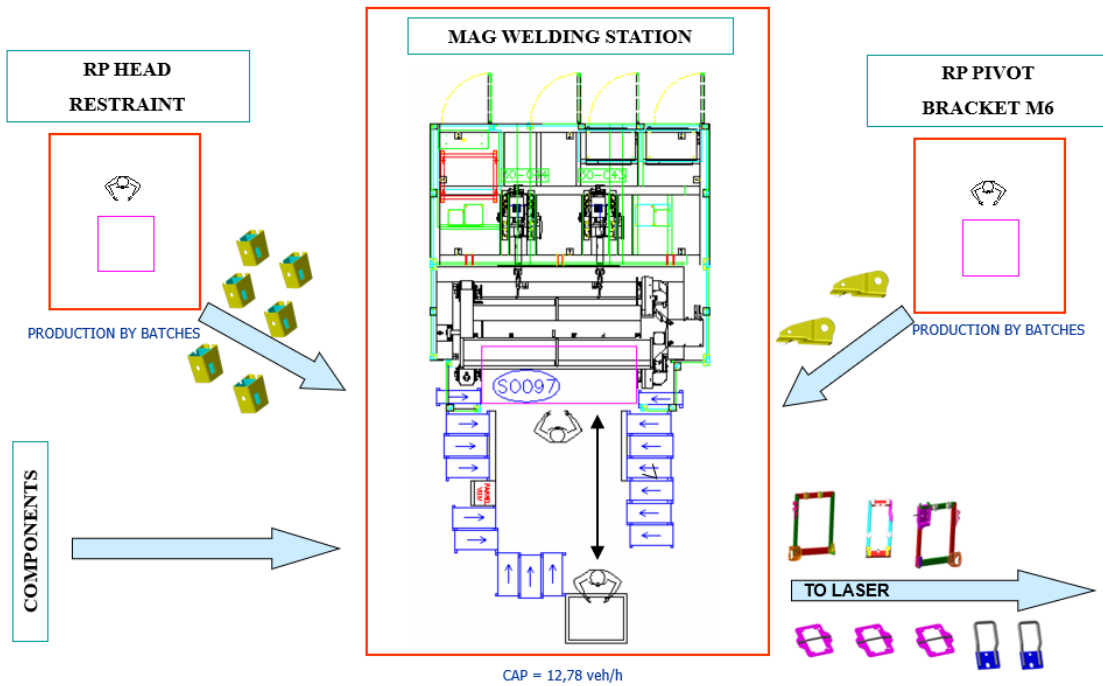 MAG WELDING STATION
RP HEAD
RESTRAINT
RP PIVOT
BRACKET M6
PRODUCTION BY BATCHES
PRODUCTION BY BATCHES
S0097
COMPONENTS
TO LASER
CAP = 12,78 veh/h